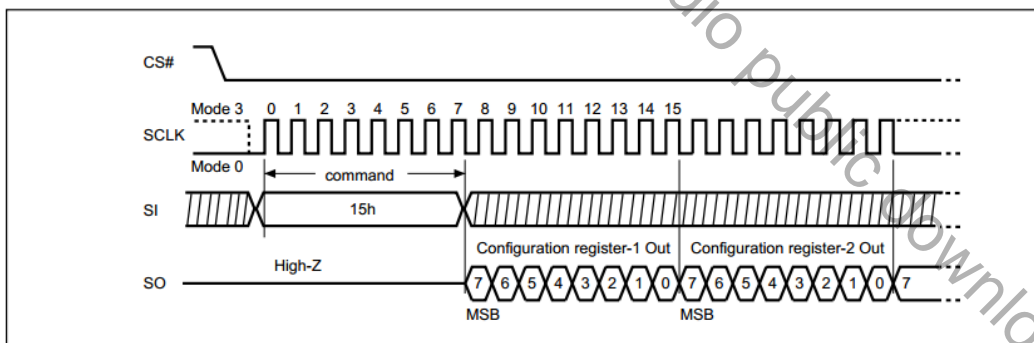 CS#
Mode 3 0 1 2 3 4 5 6 7 8 9 10 11 12 13 14 15
SCLK
Mode 0
command
SI 15h
Configuration register-1 Out Configuration register-2 Out
High-Z
SO 7 6 5 4 3 2 1 0 7 6 5 4 3 2 1 0 7
MSB MSB
public